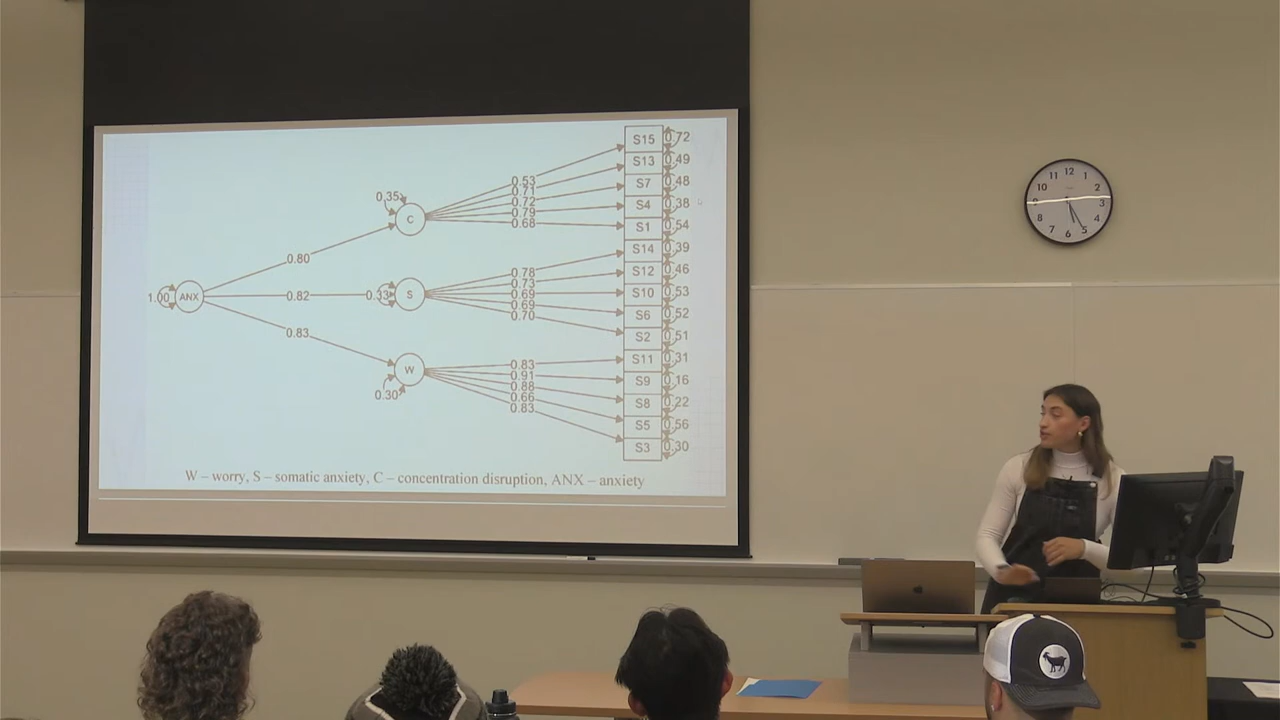 S15 0.72
S13 0.49
S7 0.48
S4 0.38
S1 0.54
S14 0.39
S12 0.46
S10 0.53
S6 0.52
S2 0.51
S11 0.31
S9 0.16
S8 0.22
S5 0.56
S3 0.30
0.53
0.71
0.72
0.79
0.68
0.78
0.73
0.69
0.69
0.70
0.83
0.91
0.88
0.66
0.83
0.35
C
0.80
1.00 ANX
0.82
0.33 S
0.83
W
0.30
W – worry, S – somatic anxiety, C – concentration disruption, ANX – anxiety
12
1
2
3
4
5
6
7
8
9
10
11